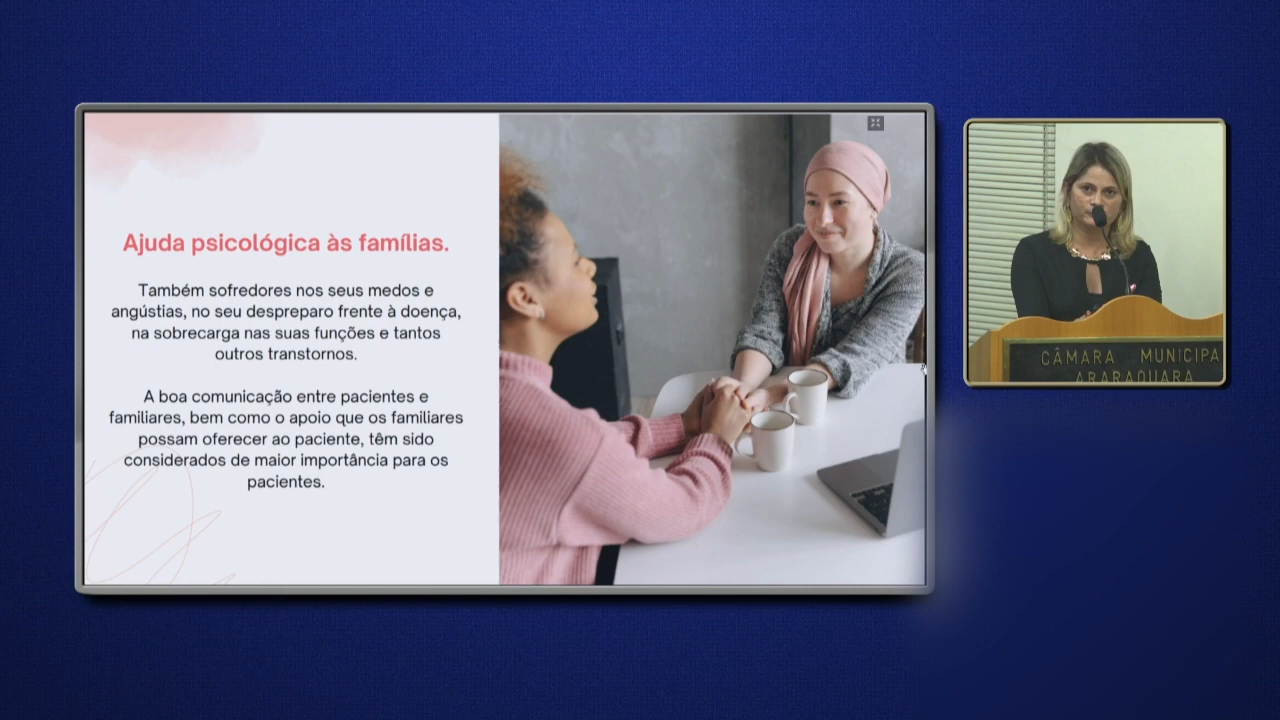 Ajuda psicológica às famílias.
Também sofredores nos seus medos e
angústias, no seu despreparo frente à doença,
na sobrecarga nas suas funções e tantos
outros transtornos.
A boa comunicação entre pacientes e
familiares, bem como o apoio que os familiares
possam oferecer ao paciente, têm sido
considerados de maior importância para os
pacientes.
CÂMARA MUNICIPA
ARARAQUARA